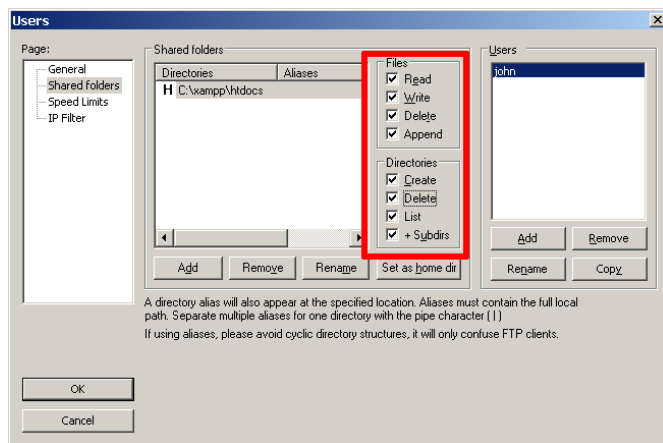 Users
Page:
General
Shared folders
Speed Limits
IP Filter
Shared folders
Directories Aliases
H C:\xampp\htdocs
Files
Read
Write
Delete
Append
Directories
Create
Delete
List
+ Subdirs
Add Remove Rename Set as home dir
Users
john
Add Remove
Rename Copy
A directory alias will also appear at the specified location. Aliases must contain the full local
path. Separate multiple aliases for one directory with the pipe character ( | )
If using aliases, please avoid cyclic directory structures, it will only confuse FTP clients.
OK
Cancel